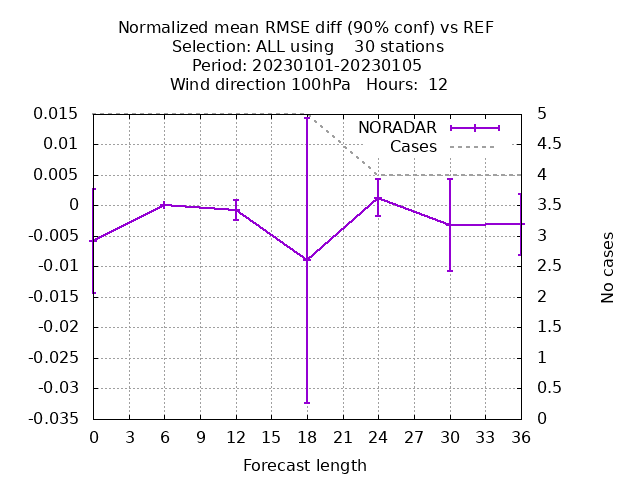 Normalized mean RMSE diff (90% conf) vs REF
Selection: ALL using    30 stations
Period: 20230101-20230105
Wind direction 100hPa   Hours:  12
NORADAR
Cases
0.015
0.01
0.005
0
-0.005
-0.01
-0.015
-0.02
-0.025
-0.03
-0.035
5
4.5
4
3.5
3
2.5
2
1.5
1
0.5
0
No cases
0 3 6 9 12 15 18 21 24 27 30 33 36
Forecast length